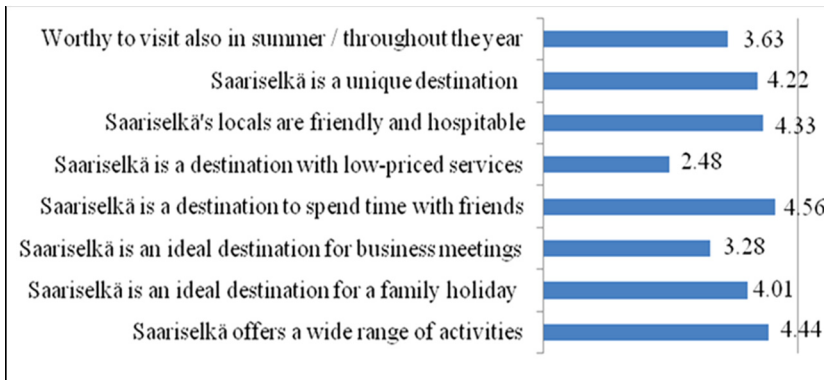 Worthy to visit also in summer / throughout the year 3.63
Saariselkä is a unique destination 4.22
Saariselkä's locals are friendly and hospitable 4.33
Saariselkä is a destination with low-priced services 2.48
Saariselkä is a destination to spend time with friends 4.56
Saariselkä is an ideal destination for business meetings 3.28
Saariselkä is an ideal destination for a family holiday 4.01
Saariselkä offers a wide range of activities 4.44